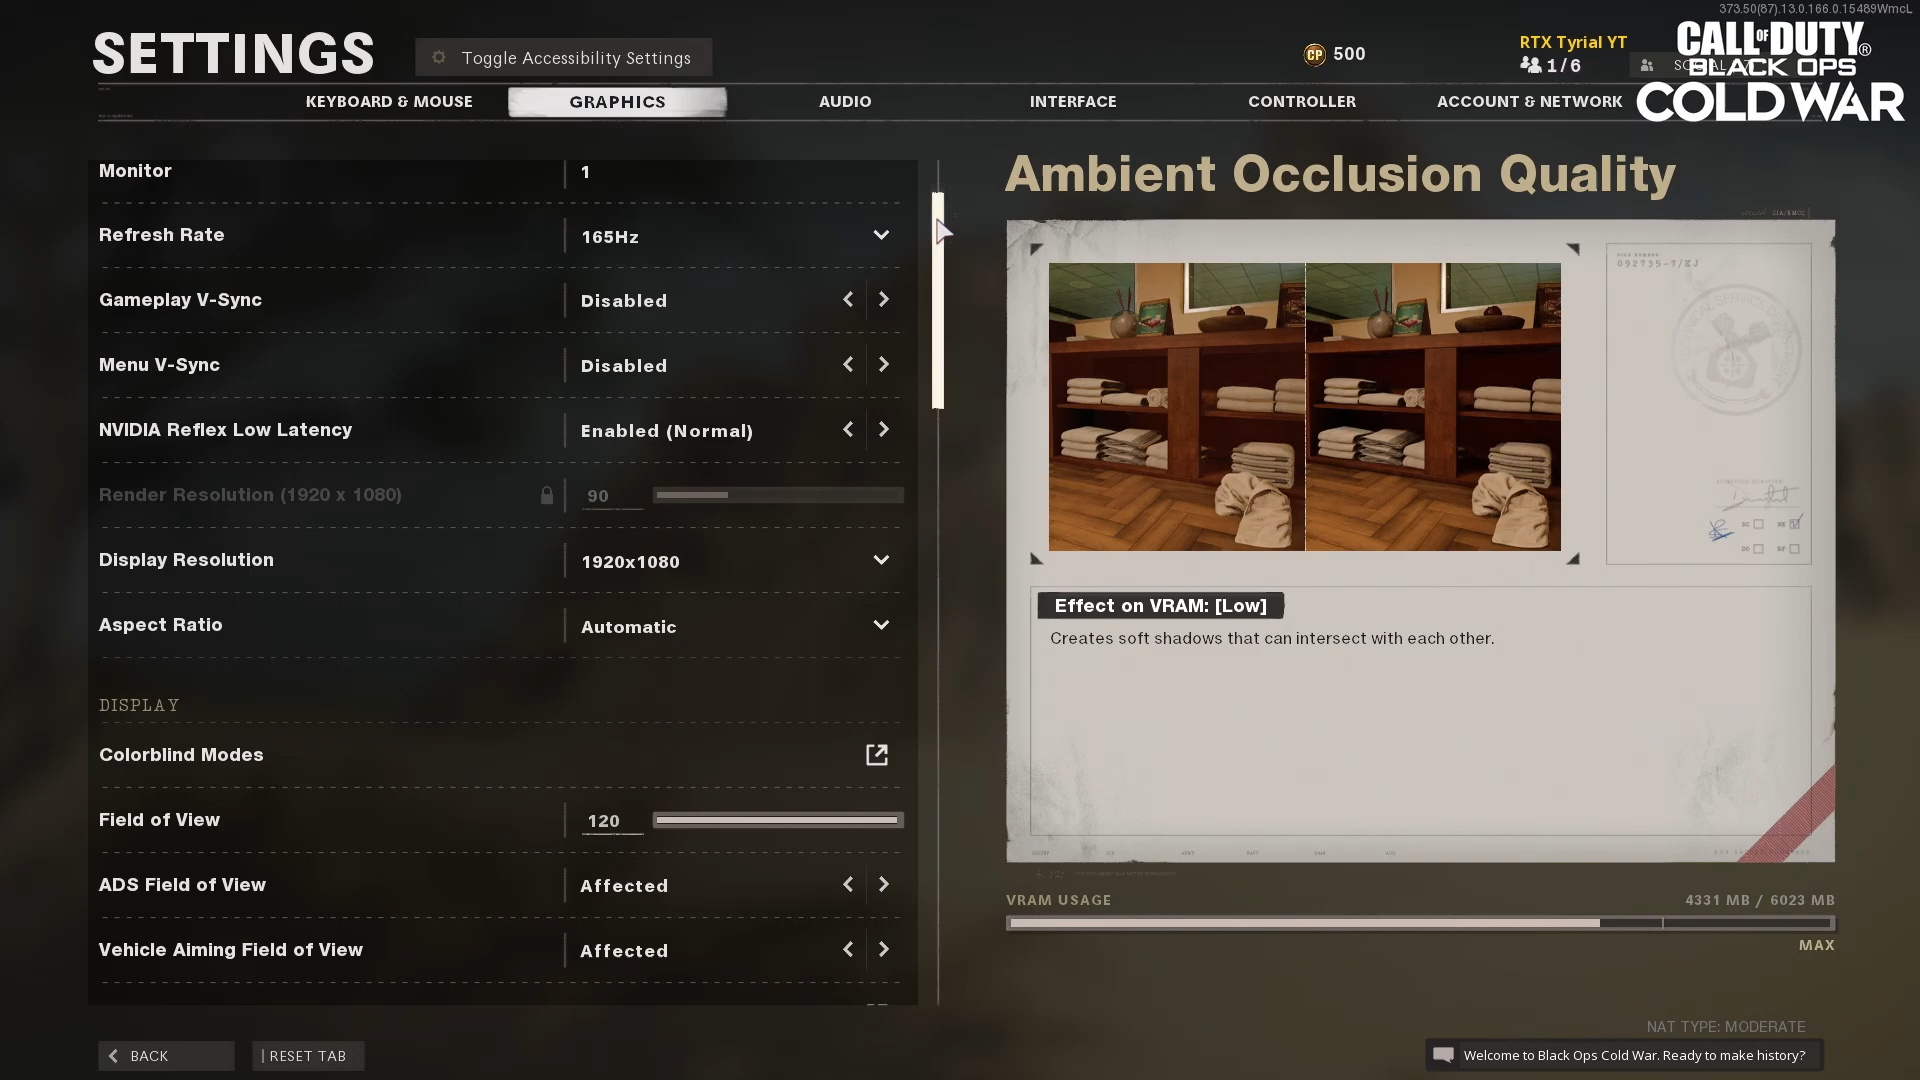 373.50(87).13.0.166.0.15489WmcL
SETTINGS
Toggle Accessibility Settings
CP 500
RTX Tyrial YT
1/6
CALL OF DUTY®
BLACK OPS
COLD WAR
KEYBOARD & MOUSE
GRAPHICS
AUDIO
INTERFACE
CONTROLLER
ACCOUNT & NETWORK
Monitor 1
Refresh Rate 165Hz
Gameplay V-Sync Disabled
Menu V-Sync Disabled
NVIDIA Reflex Low Latency Enabled (Normal)
Render Resolution (1920 x 1080) 90
Display Resolution 1920x1080
Aspect Ratio Automatic
DISPLAY
Colorblind Modes
Field of View 120
ADS Field of View Affected
Vehicle Aiming Field of View Affected
BACK
RESET TAB
Ambient Occlusion Quality
092735-7/KJ
Effect on VRAM: [Low]
Creates soft shadows that can intersect with each other.
VRAM USAGE
4331 MB / 6023 MB
MAX
NAT TYPE: MODERATE
Welcome to Black Ops Cold War. Ready to make history?